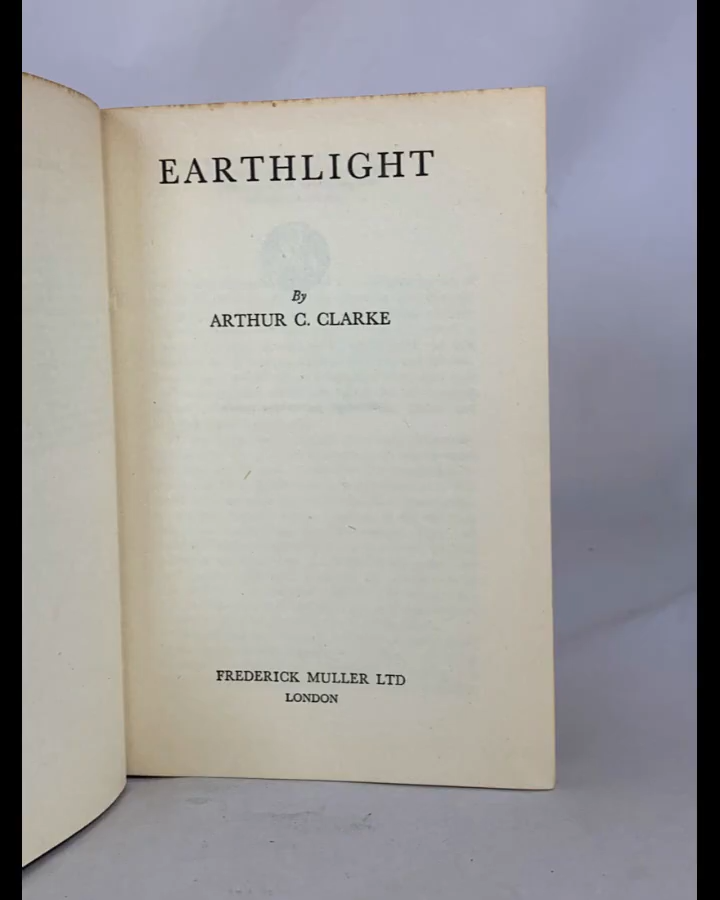 EARTHLIGHT
By
ARTHUR C. CLARKE
FREDERICK MULLER LTD
LONDON